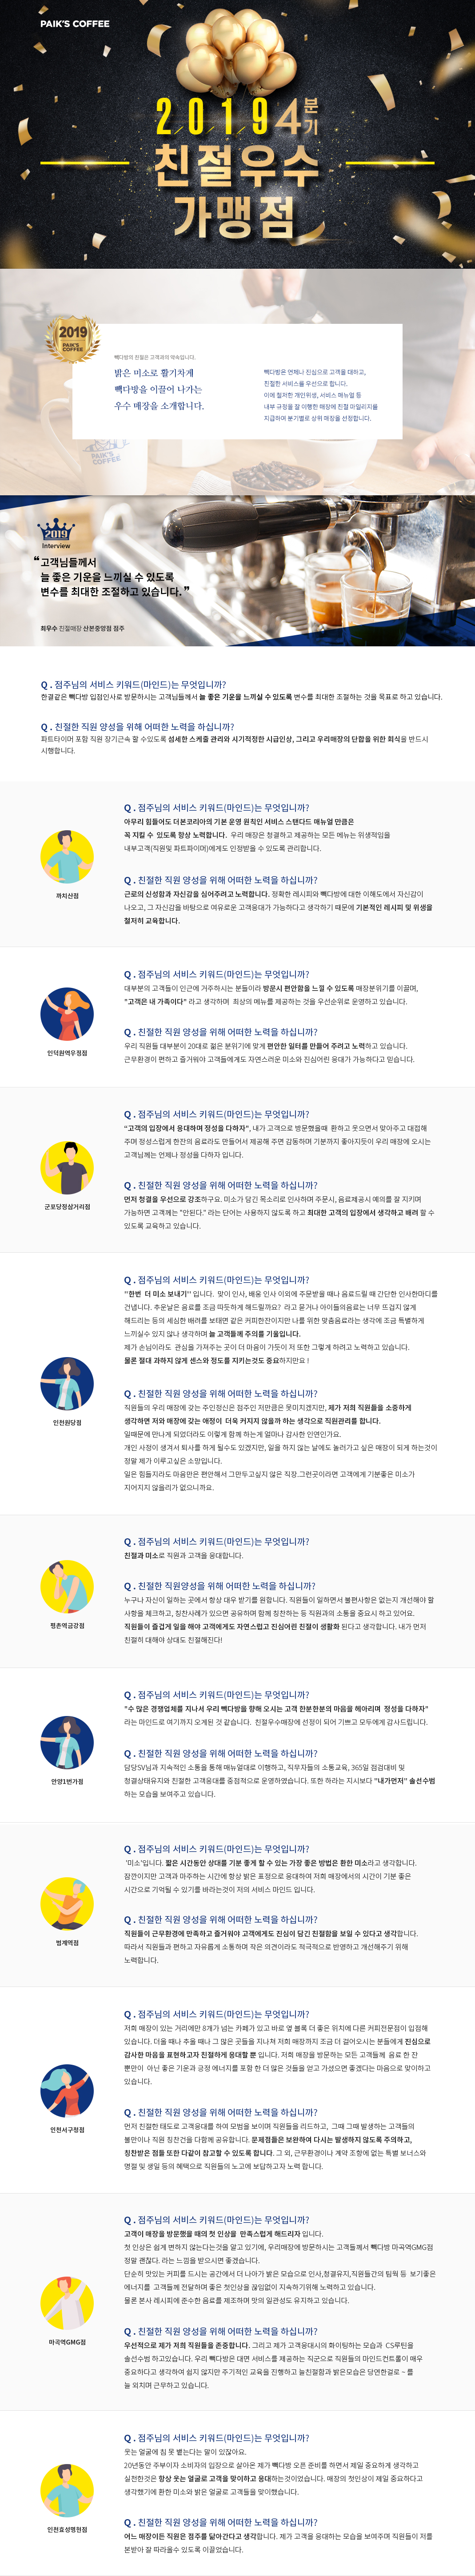 PAIK'S COFFEE
2019 4분기
친절우수
가맹점
2019
PAIK'S
COFFEE
빽다방의 친절은 고객과의 약속입니다.
밝은 미소로 활기차게
빽다방을 이끌어 나가는
우수 매장을 소개합니다.
빽다방은 언제나 진심으로 고객을 대하고,
친절한 서비스를 우선으로 합니다.
이에 철저한 개인위생, 서비스 메뉴얼 등
내부 규정을 잘 이행한 매장에 친절 마일리지를
지급하여 분기별로 상위 매장을 선정합니다.
PAIK'S
COFFEE
2019
Interview
“고객님들께서
늘 좋은 기운을 느끼실 수 있도록
변수를 최대한 조절하고 있습니다.”
최우수 친절매장 산본중앙점 점주
Q . 점주님의 서비스 키워드(마인드)는 무엇입니까?
한결같은 빽다방 입점인사로 방문하시는 고객님들께서 늘 좋은 기운을 느끼실 수 있도록 변수를 최대한 조절하는 것을 목표로 하고 있습니다.
Q . 친절한 직원 양성을 위해 어떠한 노력을 하십니까?
파트타이머 포함 직원 장기근속 할 수있도록 섬세한 스케줄 관리와 시기적정한 시급인상, 그리고 우리매장의 단합을 위한 회식을 반드시
시행합니다.
Q . 점주님의 서비스 키워드(마인드)는 무엇입니까?
아무리 힘들어도 더본코리아의 기본 운영 원칙인 서비스 스탠다드 매뉴얼 만큼은
꼭 지킬 수 있도록 항상 노력합니다. 우리 매장은 청결하고 제공하는 모든 메뉴는 위생적임을
내부고객(직원및 파트파이머)에게도 인정받을 수 있도록 관리합니다.
까치산점
Q . 친절한 직원 양성을 위해 어떠한 노력을 하십니까?
근로의 신성함과 자신감을 심어주려고 노력합니다. 정확한 레시피와 빽다방에 대한 이해도에서 자신감이
나오고, 그 자신감을 바탕으로 여유로운 고객응대가 가능하다고 생각하기 때문에 기본적인 레시피 및 위생을
철저히 교육합니다.
Q . 점주님의 서비스 키워드(마인드)는 무엇입니까?
대부분의 고객들이 인근에 거주하시는 분들이라 방문시 편안함을 느낄 수 있도록 매장분위기를 이끌며,
"고객은 내 가족이다" 라고 생각하며 최상의 메뉴를 제공하는 것을 우선순위로 운영하고 있습니다.
인덕원역우정점
Q . 친절한 직원 양성을 위해 어떠한 노력을 하십니까?
우리 직원들 대부분이 20대로 젊은 분위기에 맞게 편안한 일터를 만들어 주려고 노력하고 있습니다.
근무환경이 편하고 즐거워야 고객들에게도 자연스러운 미소와 진심어린 응대가 가능하다고 믿습니다.
Q . 점주님의 서비스 키워드(마인드)는 무엇입니까?
"고객의 입장에서 응대하며 정성을 다하자", 내가 고객으로 방문했을때 환하고 웃으면서 맞아주고 대접해
주며 정성스럽게 한잔의 음료라도 만들어서 제공해 주면 감동하며 기분까지 좋아지듯이 우리 매장에 오시는
고객님께는 언제나 정성을 다하자 입니다.
군포당정삼거리점
Q . 친절한 직원 양성을 위해 어떠한 노력을 하십니까?
먼저 청결을 우선으로 강조하구요. 미소가 담긴 목소리로 인사하며 주문시, 음료제공시 예의를 잘 지키며
가능하면 고객께는 "안된다." 라는 단어는 사용하지 않도록 하고 최대한 고객의 입장에서 생각하고 배려 할 수
있도록 교육하고 있습니다.
Q . 점주님의 서비스 키워드(마인드)는 무엇입니까?
"한번 더 미소 보내기" 입니다. 맞이 인사, 배웅 인사 이외에 주문받을 때나 음료드릴 때 간단한 인사한마디를
건넵니다. 추운날은 음료를 조금 따듯하게 해드릴까요? 라고 묻거나 아이들의음료는 너무 뜨겁지 않게
해드리는 등의 세심한 배려를 보태면 같은 커피한잔이지만 나를 위한 맞춤음료라는 생각에 조금 특별하게
느끼실수 있지 않나 생각하며 늘 고객들께 주의를 기울입니다.
제가 손님이라도 관심을 가져주는 곳이 더 마음이 가듯이 저 또한 그렇게 하려고 노력하고 있습니다.
물론 절대 과하지 않게 센스와 정도를 지키는것도 중요하지만요 !
인천원당점
Q . 친절한 직원 양성을 위해 어떠한 노력을 하십니까?
직원들의 우리 매장에 갖는 주인정신은 점주인 저만큼은 못미치겠지만, 제가 저희 직원들을 소중하게
생각하면 저와 매장에 갖는 애정이 더욱 커지지 않을까 하는 생각으로 직원관리를 합니다.
일때문에 만나게 되었더라도 이렇게 함께 하는게 얼마나 감사한 인연인가요.
개인 사정이 생겨서 퇴사를 하게 될수도 있겠지만, 일을 하지 않는 날에도 놀러가고 싶은 매장이 되게 하는것이
정말 제가 이루고싶은 소망입니다.
일은 힘들지라도 마음만은 편안해서 그만두고싶지 않은 직장.그런곳이라면 고객에게 기분좋은 미소가
지어지지 않을리가 없으니까요.
Q . 점주님의 서비스 키워드(마인드)는 무엇입니까?
친절과 미소로 직원과 고객을 응대합니다.
평촌역금강점
Q . 친절한 직원양성을 위해 어떠한 노력을 하십니까?
누구나 자신이 일하는 곳에서 항상 대우 받기를 원합니다. 직원들이 일하면서 불편사항은 없는지 개선해야 할
사항을 체크하고, 칭찬사례가 있으면 공유하며 함께 칭찬하는 등 직원과의 소통을 중요시 하고 있어요.
직원들이 즐겁게 일을 해야 고객에게도 자연스럽고 진심어린 친절이 생활화 된다고 생각합니다. 내가 먼저
친절히 대해야 상대도 친절해진다!
Q . 점주님의 서비스 키워드(마인드)는 무엇입니까?
"수 많은 경쟁업체를 지나서 우리 빽다방을 향해 오시는 고객 한분한분의 마음을 헤아리며 정성을 다하자"
라는 마인드로 여기까지 오게된 것 같습니다. 친절우수매장에 선정이 되어 기쁘고 모두에게 감사드립니다.
안양1번가점
Q . 친절한 직원 양성을 위해 어떠한 노력을 하십니까?
담당SV님과 지속적인 소통을 통해 매뉴얼대로 이행하고, 직무자들의 소통교육, 365일 점검대비 및
청결상태유지와 친절한 고객응대를 중점적으로 운영하였습니다. 또한 하라는 지시보다 "내가먼저" 솔선수범
하는 모습을 보여주고 있습니다.
Q . 점주님의 서비스 키워드(마인드)는 무엇입니까?
'미소'입니다. 짧은 시간동안 상대를 기분 좋게 할 수 있는 가장 좋은 방법은 환한 미소라고 생각합니다.
잠깐이지만 고객과 마주하는 시간에 항상 밝은 표정으로 응대하여 저희 매장에서의 시간이 기분 좋은
시간으로 기억될 수 있기를 바라는것이 저의 서비스 마인드 입니다.
범계역점
Q . 친절한 직원 양성을 위해 어떠한 노력을 하십니까?
직원들이 근무환경에 만족하고 즐거워야 고객에게도 진심이 담긴 친절함을 보일 수 있다고 생각합니다.
따라서 직원들과 편하고 자유롭게 소통하며 작은 의견이라도 적극적으로 반영하고 개선해주기 위해
노력합니다.
Q . 점주님의 서비스 키워드(마인드)는 무엇입니까?
저희 매장이 있는 거리에만 8개가 넘는 카페가 있고 바로 옆 블록 더 좋은 위치에 다른 커피전문점이 입점해
있습니다. 더울 때나 추울 때나 그 많은 곳들을 지나쳐 저희 매장까지 조금 더 걸어오시는 분들에게 진심으로
감사한 마음을 표현하고자 친절하게 응대할 뿐 입니다. 저희 매장을 방문하는 모든 고객들께 음료 한 잔
뿐만이 아닌 좋은 기운과 긍정 에너지를 포함 한 더 많은 것들을 얻고 가셨으면 좋겠다는 마음으로 맞이하고
있습니다.
인천서구청점
Q . 친절한 직원 양성을 위해 어떠한 노력을 하십니까?
먼저 친절한 태도로 고객응대를 하여 모범을 보이며 직원들을 리드하고, 그때 그때 발생하는 고객들의
불만이나 직원 칭찬건을 다함께 공유합니다. 문제점들은 보완하여 다시는 발생하지 않도록 주의하고,
칭찬받은 점들 또한 다같이 참고할 수 있도록 합니다. 그 외, 근무환경이나 계약 조항에 없는 특별 보너스와
명절 및 생일 등의 혜택으로 직원들의 노고에 보답하고자 노력 합니다.
Q . 점주님의 서비스 키워드(마인드)는 무엇입니까?
고객이 매장을 방문했을 때의 첫 인상을 만족스럽게 해드리자 입니다.
첫 인상은 쉽게 변하지 않는다는것을 알고 있기에, 우리매장에 방문하시는 고객들께서 빽다방 마곡역GMG점
정말 괜찮다. 라는 느낌을 받으시면 좋겠습니다.
단순히 맛있는 커피를 드시는 공간에서 더 나아가 밝은 모습으로 인사,청결유지,직원들간의 팀웍 등 보기좋은
에너지를 고객들께 전달하며 좋은 첫인상을 끊임없이 지속하기위해 노력하고 있습니다.
물론 본사 레시피에 준수한 음료를 제조하며 맛의 일관성도 유지하고 있습니다.
마곡역GMG점
Q . 친절한 직원 양성을 위해 어떠한 노력을 하십니까?
우선적으로 제가 저희 직원들을 존중합니다. 그리고 제가 고객응대시의 화이팅하는 모습과 CS루틴을
솔선수범 하고있습니다. 우리 빽다방은 대면 서비스를 제공하는 직군으로 직원들의 마인드컨트롤이 매우
중요하다고 생각하여 쉽지 않지만 주기적인 교육을 진행하고 늘친절함과 밝은모습은 당연한걸로 ~ 를
늘 외치며 근무하고 있습니다.
Q . 점주님의 서비스 키워드(마인드)는 무엇입니까?
웃는 얼굴에 침 못 뱉는다는 말이 있잖아요.
20년동안 주부이자 소비자의 입장으로 살아온 제가 빽다방 오픈 준비를 하면서 제일 중요하게 생각하고
실천한것은 항상 웃는 얼굴로 고객을 맞이하고 응대하는것이었습니다. 매장의 첫인상이 제일 중요하다고
생각했기에 환한 미소와 밝은 얼굴로 고객들을 맞이했습니다.
인천효성명현점
Q . 친절한 직원 양성을 위해 어떠한 노력을 하십니까?
어느 매장이든 직원은 점주를 닮아간다고 생각합니다. 제가 고객을 응대하는 모습을 보여주며 직원들이 저를
본받아 잘 따라올수 있도록 이끌었습니다.